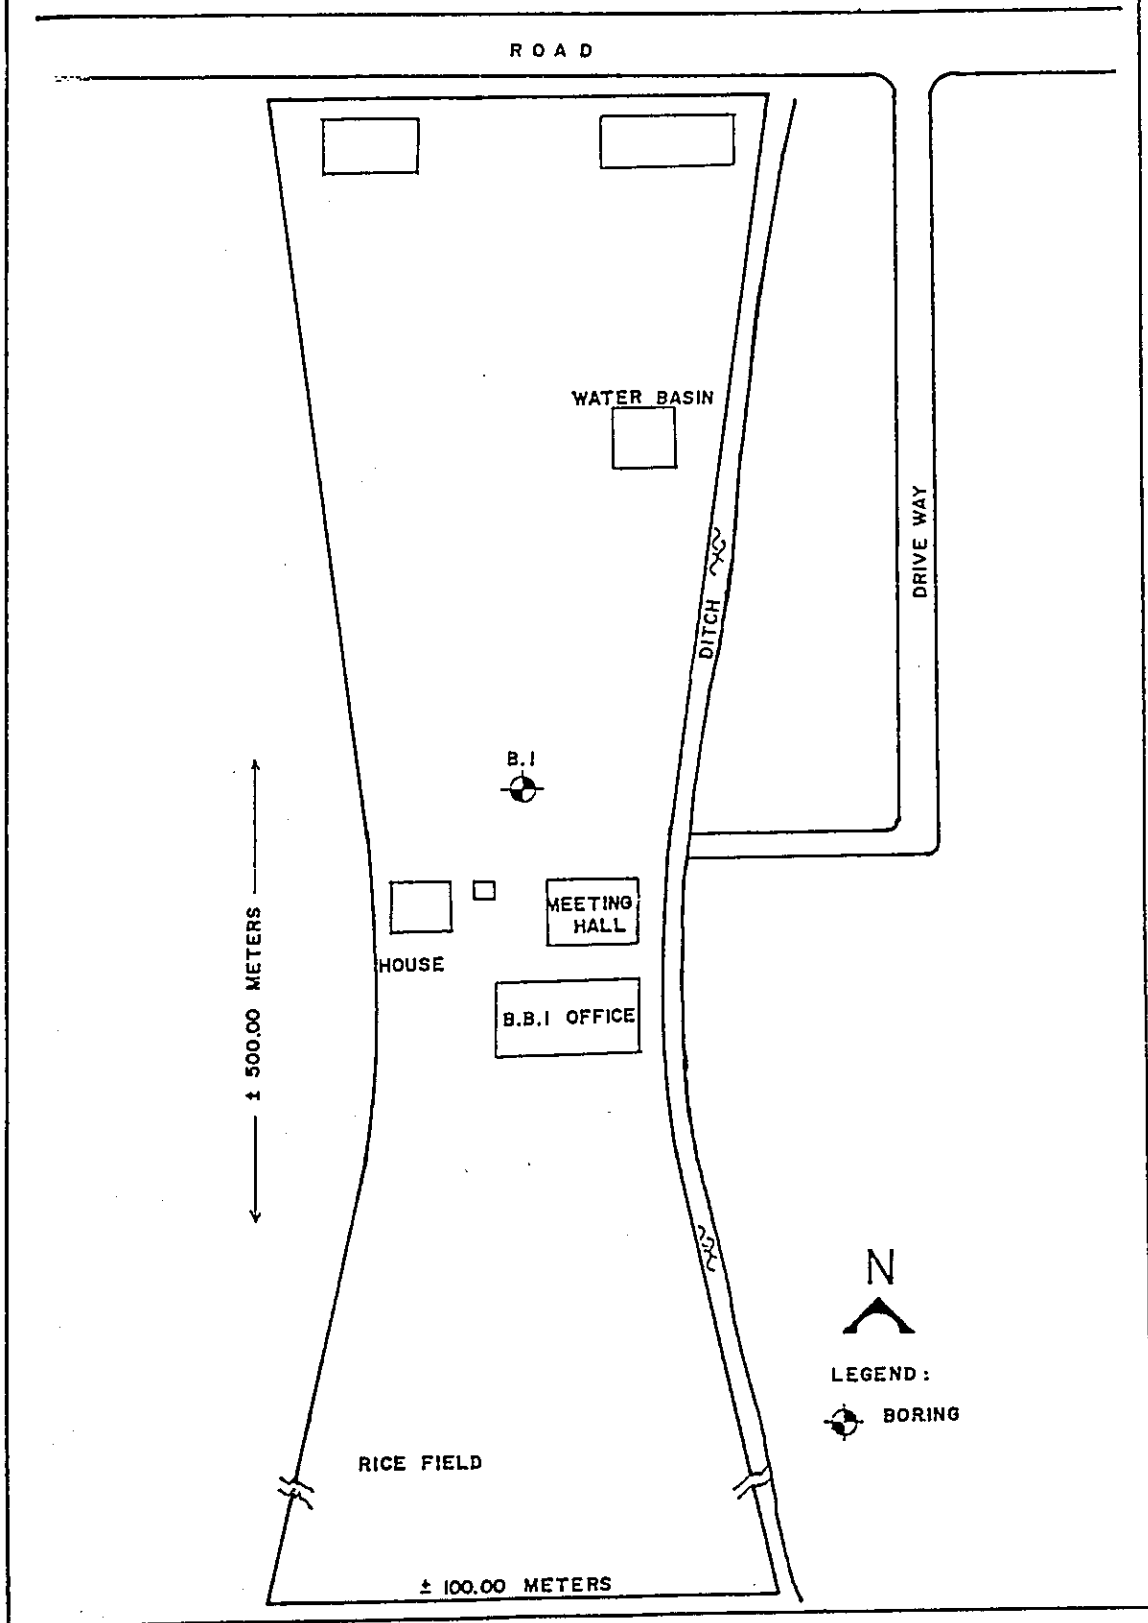 ROAD
WATER BASIN
DRIVE WAY
DITCH
B.1
MEETING
HALL
HOUSE
B.B.I OFFICE
± 500.00 METERS
N
LEGEND:
BORING
RICE FIELD
± 100.00 METERS